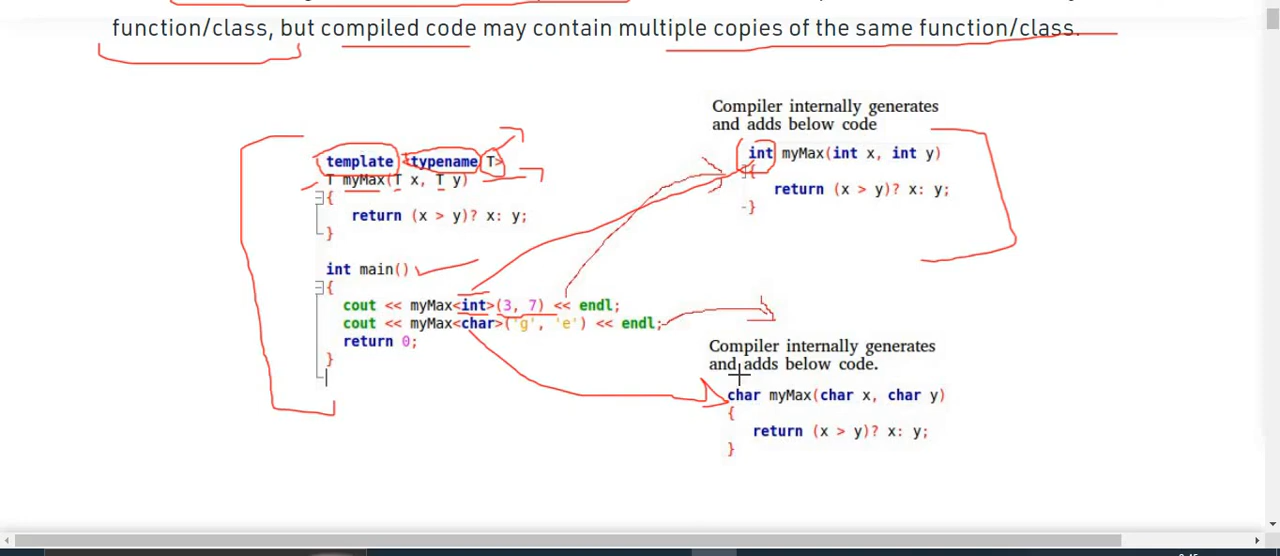 function/class, but compiled code may contain multiple copies of the same function/class.
template <typename T>
T myMax(T x, T y)
{
return (x > y)? x: y;
}
int main()
{
cout << myMax<int>(3, 7) << endl;
cout << myMax<char>('g', 'e') << endl;
return 0;
}
Compiler internally generates
and adds below code
int myMax(int x, int y)
{
return (x > y)? x: y;
}
Compiler internally generates
and adds below code.
char myMax(char x, char y)
{
return (x > y)? x: y;
}